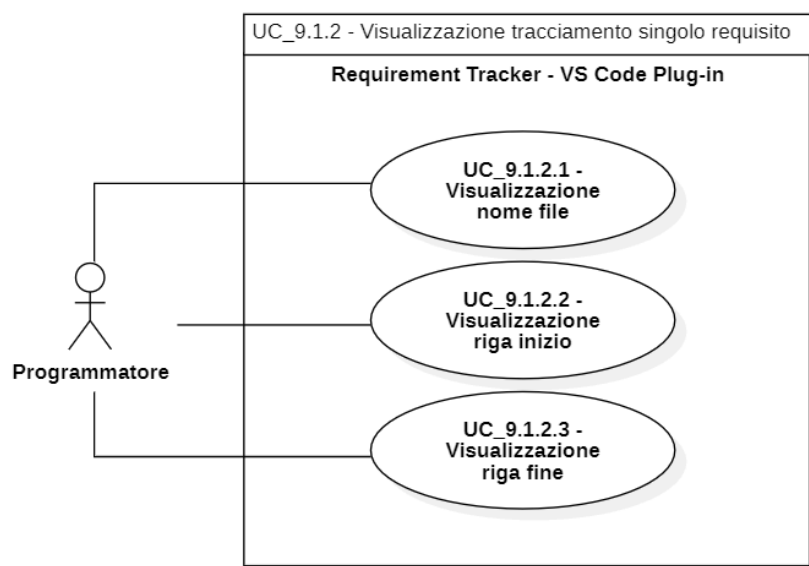 UC_9.1.2 - Visualizzazione tracciamento singolo requisito
Requirement Tracker - VS Code Plug-in
UC_9.1.2.1 -
Visualizzazione
nome file
UC_9.1.2.2 -
Visualizzazione
riga inizio
Programmatore
UC_9.1.2.3 -
Visualizzazione
riga fine